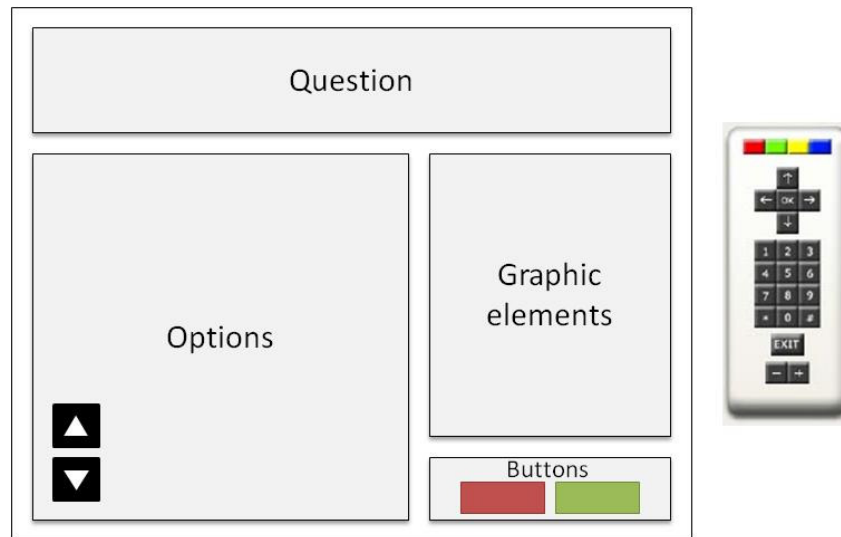 Question
Options
Graphic
elements
Buttons
OK
1 2 3
4 5 6
7 8 9
* 0 #
EXIT
- +